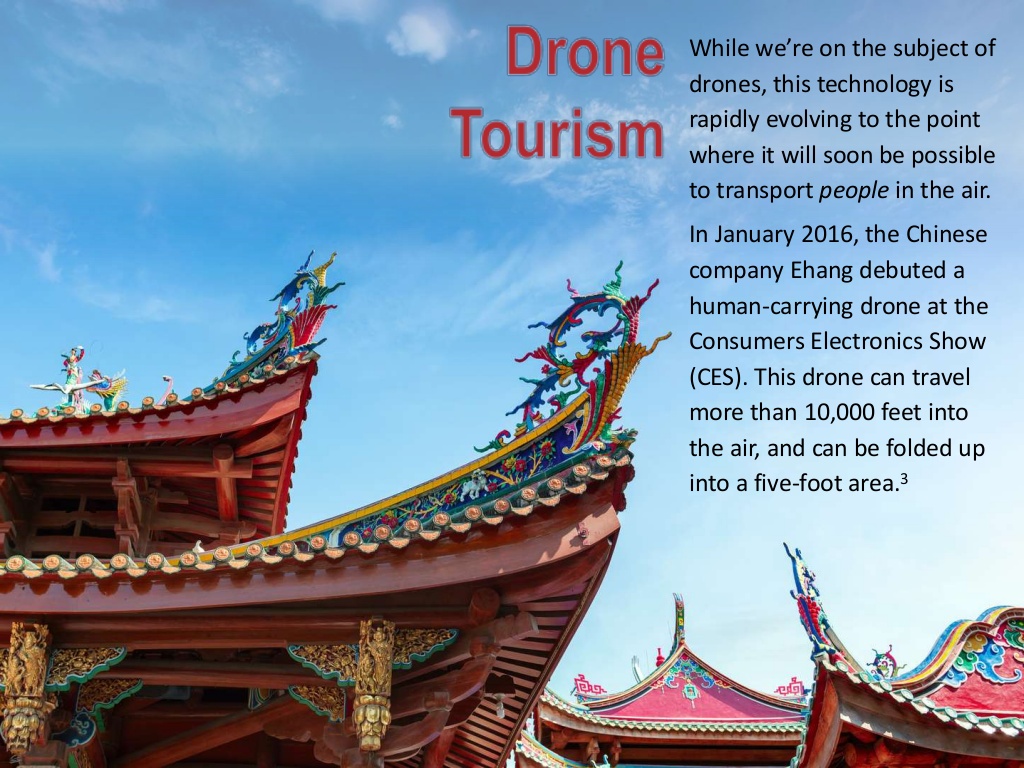 Drone
Tourism
While we’re on the subject of
drones, this technology is
rapidly evolving to the point
where it will soon be possible
to transport people in the air.
In January 2016, the Chinese
company Ehang debuted a
human-carrying drone at the
Consumers Electronics Show
(CES). This drone can travel
more than 10,000 feet into
the air, and can be folded up
into a five-foot area.³